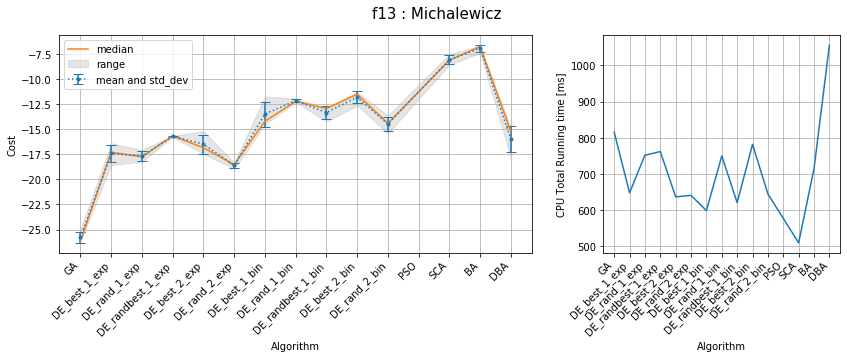 f13 : Michalewicz
median
range
mean and std_dev
Cost
−7.5
−10.0
−12.5
−15.0
−17.5
−20.0
−22.5
−25.0
GA
DE_best_1_exp
DE_rand_1_exp
DE_randbest_1_exp
DE_best_2_exp
DE_rand_2_exp
DE_best_1_bin
DE_rand_1_bin
DE_randbest_1_bin
DE_best_2_bin
DE_rand_2_bin
PSO
SCA
BA
DBA
Algorithm
CPU Total Running time [ms]
1000
900
800
700
600
500
GA
DE_best_1_exp
DE_rand_1_exp
DE_randbest_1_exp
DE_best_2_exp
DE_rand_2_exp
DE_best_1_bin
DE_rand_1_bin
DE_randbest_1_bin
DE_best_2_bin
DE_rand_2_bin
PSO
SCA
BA
DBA
Algorithm